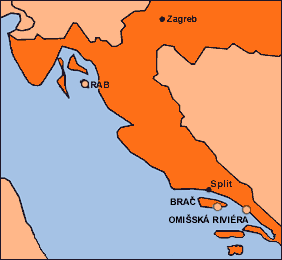 Zagreb
RAB
Split
BRAČ
OMIŠSKÁ RIVIÉRA